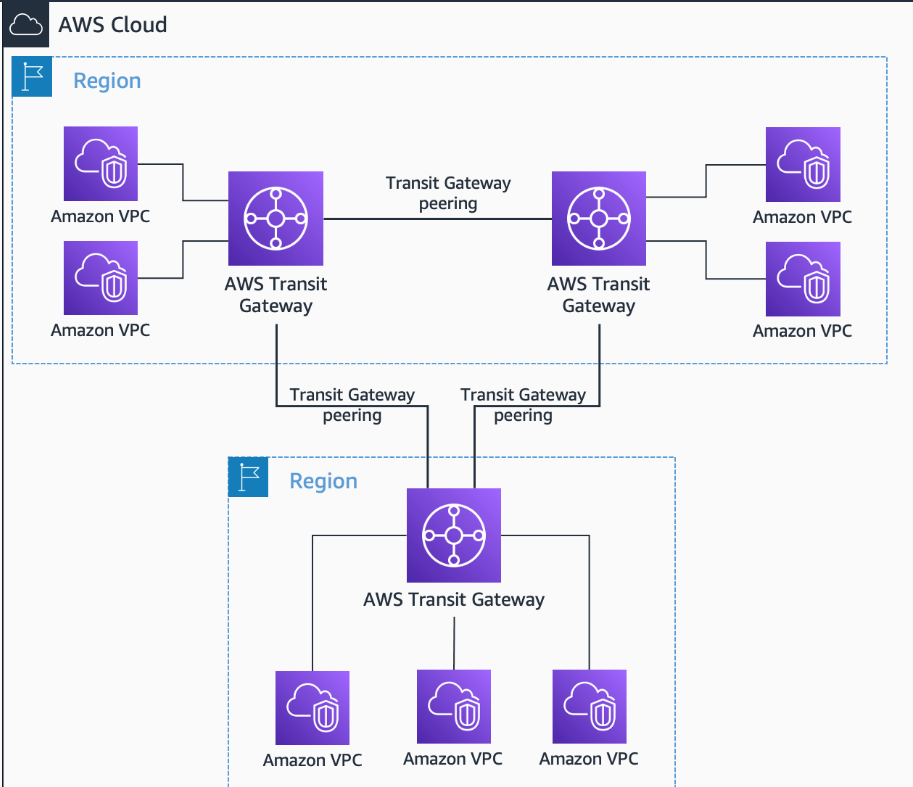 AWS Cloud
Region
Amazon VPC
Amazon VPC
AWS Transit
Gateway
Transit Gateway
peering
AWS Transit
Gateway
Amazon VPC
Amazon VPC
Transit Gateway
peering
Transit Gateway
peering
Region
AWS Transit Gateway
Amazon VPC
Amazon VPC
Amazon VPC